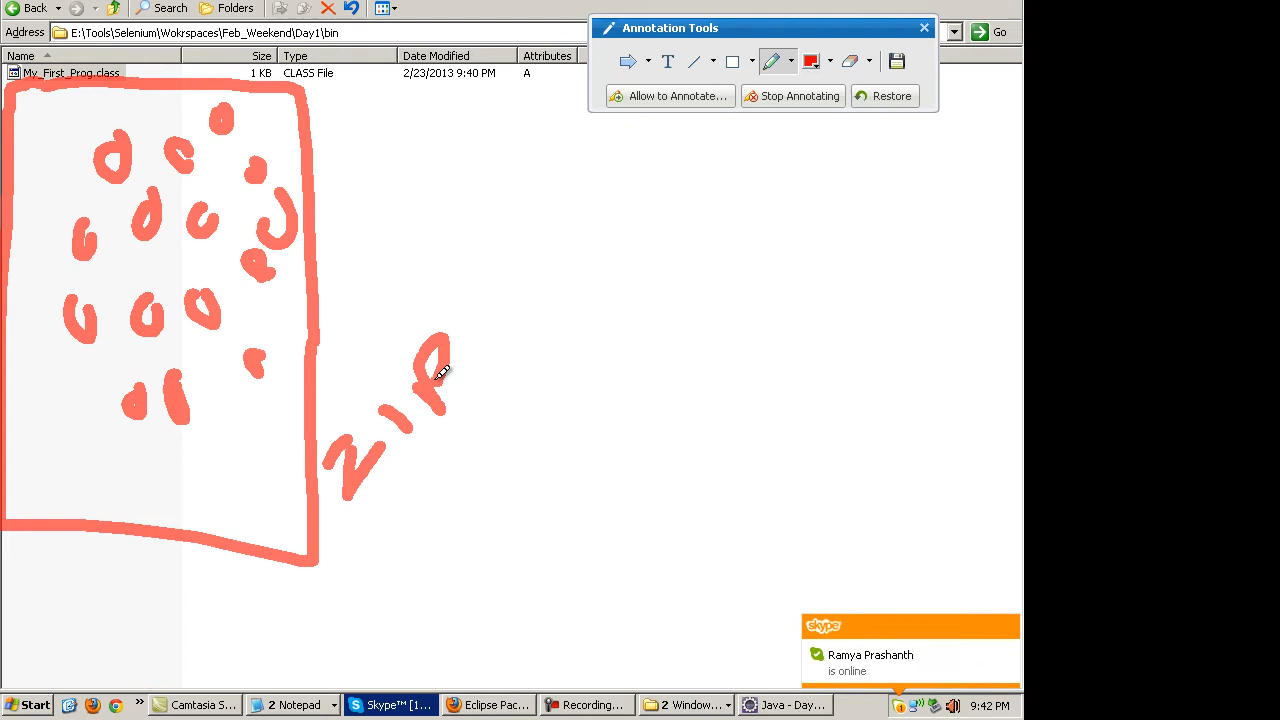 Back Search Folders
Address E:\Tools\Selenium\Wokrspaces\Feb_Weekend\Day1\bin Go
Name Size Type Date Modified Attributes
My_First_Prog.class 1 KB CLASS File 2/23/2013 9:40 PM A
Annotation Tools
T
Allow to Annotate... Stop Annotating Restore
ZIP
skype
Ramya Prashanth
is online
Start Camtasia S... 2 Notepad Skype™ [1... Eclipse Pac... Recording... 2 Window... Java - Day... 9:42 PM